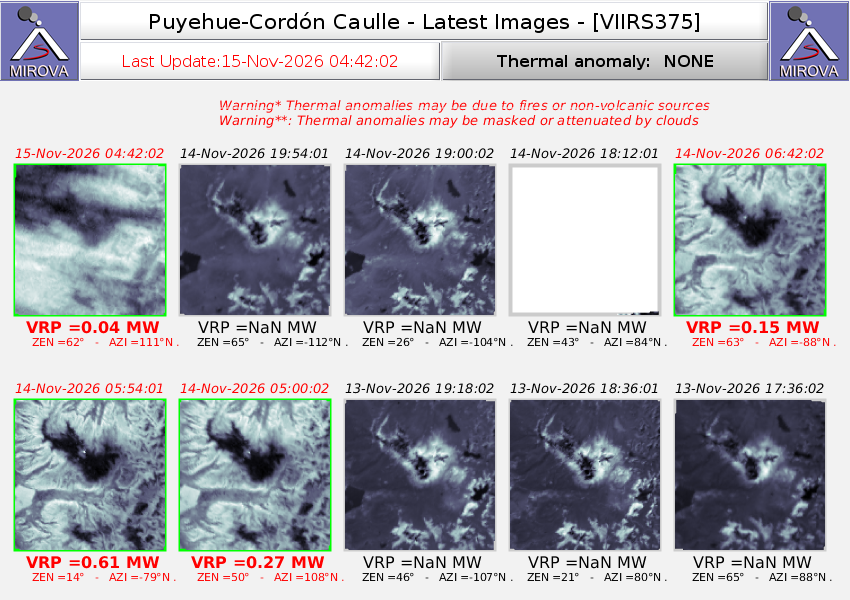 Puyehue-Cordón Caulle - Latest Images - [VIIRS375]
MIROVA
Last Update:15-Nov-2026 04:42:02
Thermal anomaly: NONE
MIROVA
Warning* Thermal anomalies may be due to fires or non-volcanic sources
Warning**: Thermal anomalies may be masked or attenuated by clouds
15-Nov-2026 04:42:02
14-Nov-2026 19:54:01
14-Nov-2026 19:00:02
14-Nov-2026 18:12:01
14-Nov-2026 06:42:02
VRP =0.04 MW
VRP =NaN MW
VRP =NaN MW
VRP =NaN MW
VRP =0.15 MW
ZEN =62° - AZI =111°N .
ZEN =65° - AZI =-112°N .
ZEN =26° - AZI =-104°N .
ZEN =43° - AZI =84°N .
ZEN =63° - AZI =-88°N .
14-Nov-2026 05:54:01
14-Nov-2026 05:00:02
13-Nov-2026 19:18:02
13-Nov-2026 18:36:01
13-Nov-2026 17:36:02
VRP =0.61 MW
VRP =0.27 MW
VRP =NaN MW
VRP =NaN MW
VRP =NaN MW
ZEN =14° - AZI =-79°N .
ZEN =50° - AZI =108°N .
ZEN =46° - AZI =-107°N .
ZEN =21° - AZI =80°N .
ZEN =65° - AZI =88°N .